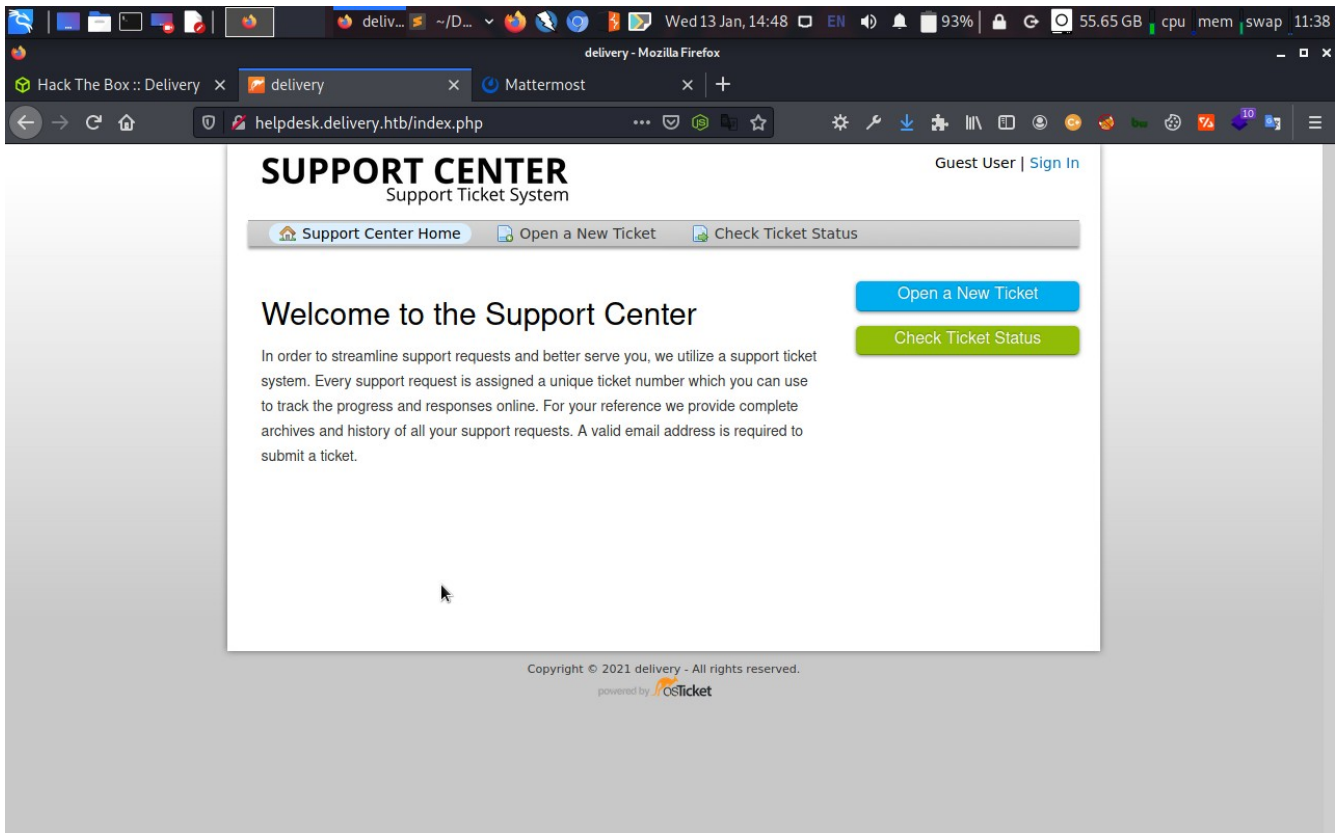 deliv... ~/D... Wed 13 Jan, 14:48 EN 93% 55.65 GB cpu mem swap 11:38
delivery - Mozilla Firefox
Hack The Box :: Delivery delivery Mattermost
helpdesk.delivery.htb/index.php 10
SUPPORT CENTER
Support Ticket System
Guest User | Sign In
Support Center Home Open a New Ticket Check Ticket Status
Open a New Ticket
Check Ticket Status
Welcome to the Support Center
In order to streamline support requests and better serve you, we utilize a support ticket
system. Every support request is assigned a unique ticket number which you can use
to track the progress and responses online. For your reference we provide complete
archives and history of all your support requests. A valid email address is required to
submit a ticket.
Copyright © 2021 delivery - All rights reserved.
powered by osTicket